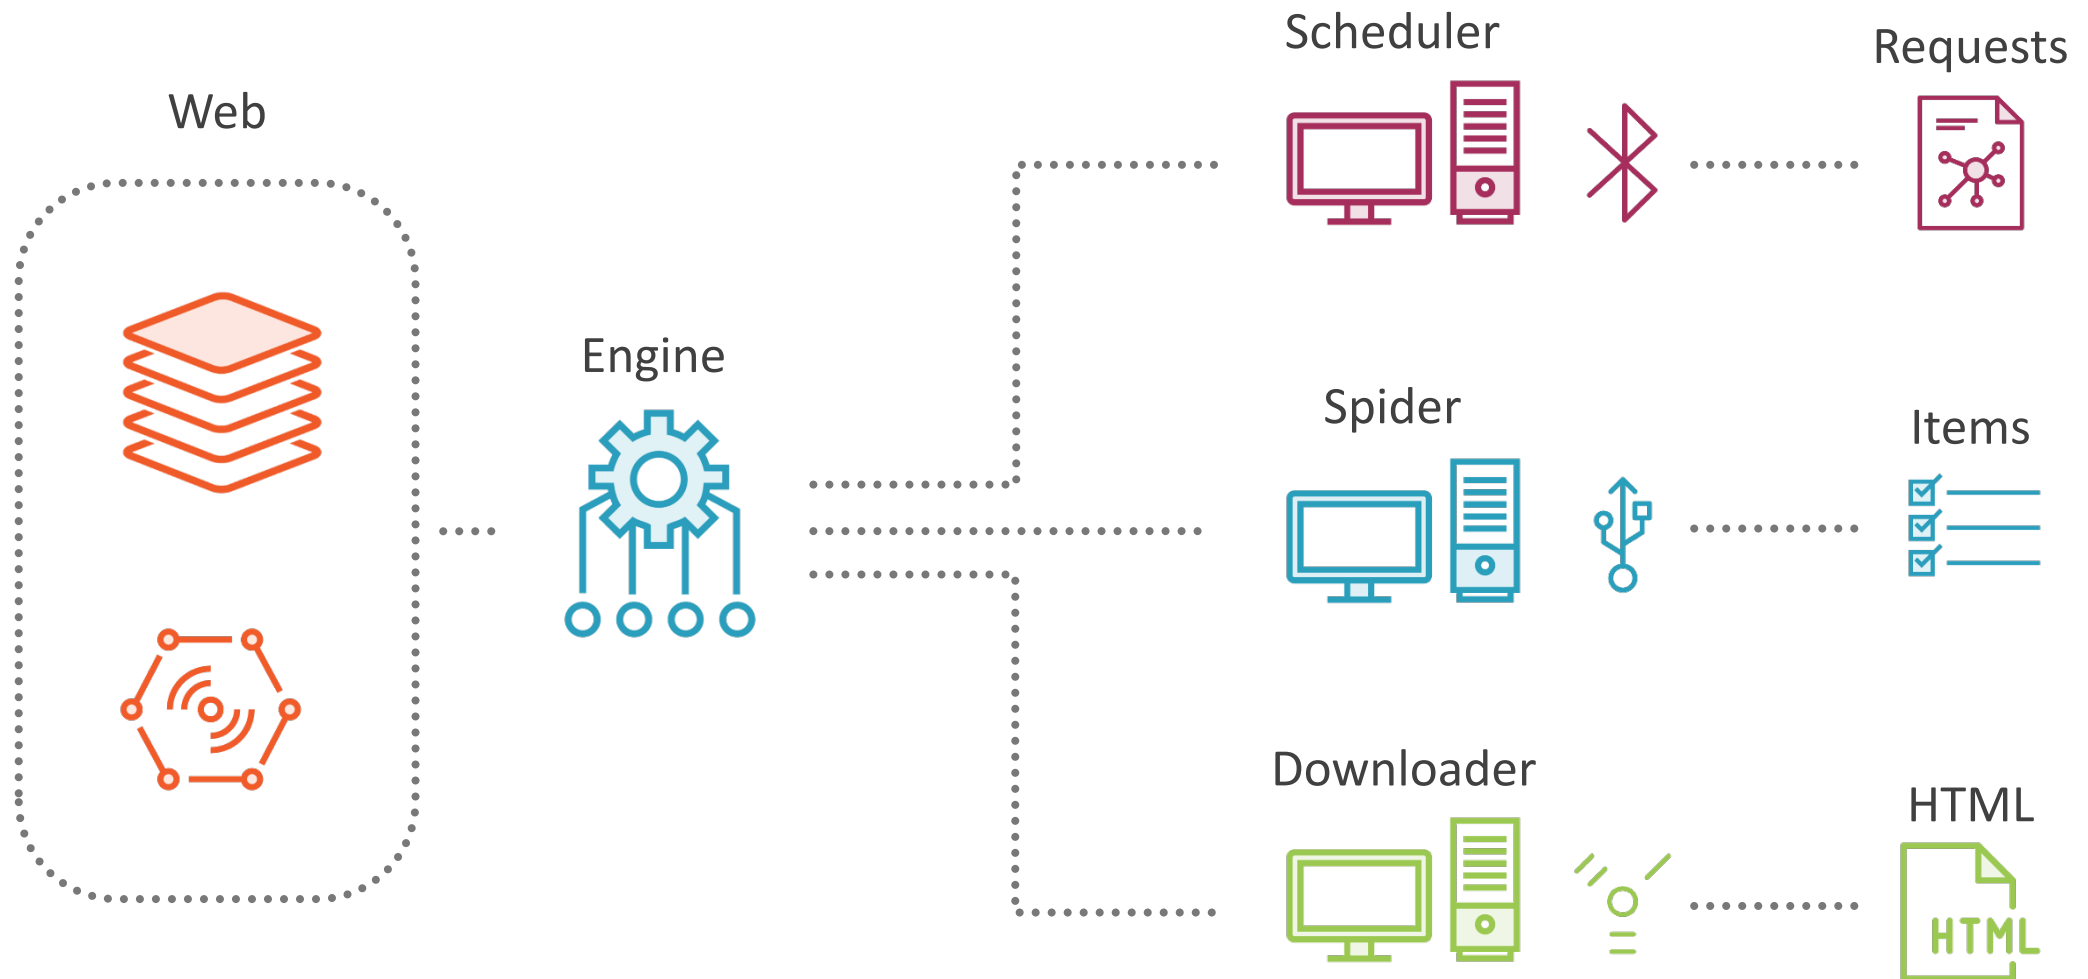 Scheduler
Requests
Web
Engine
Spider
Items
Downloader
HTML
HTML